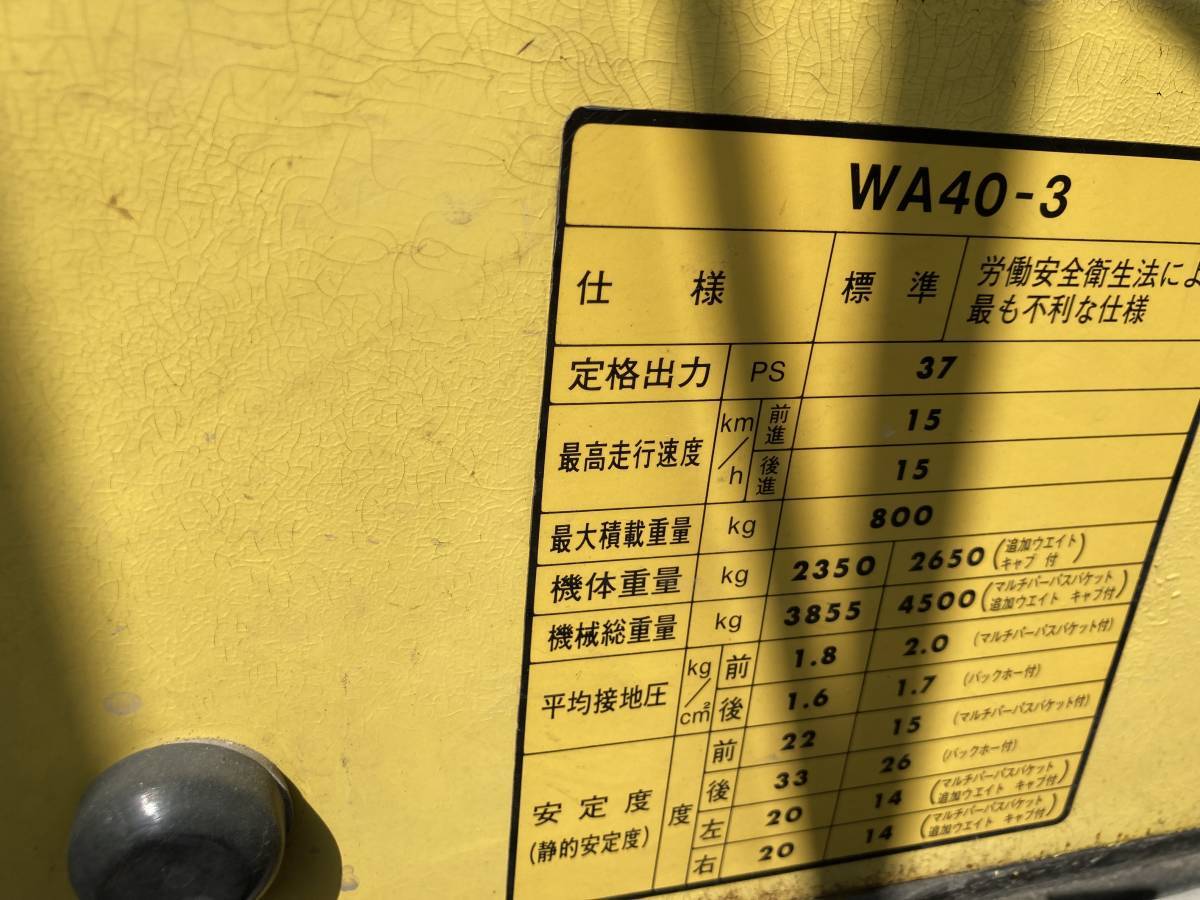 WA40-3
仕様 標準 労働安全衛生法によ
最も不利な仕様
定格出力 PS 37
最高走行速度 km/h 前進 15
後進 15
最大積載重量 kg 800
機体重量 kg 2350 2650 (追加ウエイト
キャブ 付)
機械総重量 kg 3855 4500 (マルチパーパスバケット
追加ウエイト キャブ付)
平均接地圧 kg/cm² 前 1.8 2.0 (マルチパーパスバケット付)
後 1.6 1.7 (バックホー付)
安定度 (静的安定度) 度 前 22 15 (マルチパーパスバケット付)
後 33 26 (バックホー付)
左 20 14 (マルチパーパスバケット
追加ウエイト キャブ付)
右 20 14 (マルチパーパスバケット
追加ウエイト キャブ付)